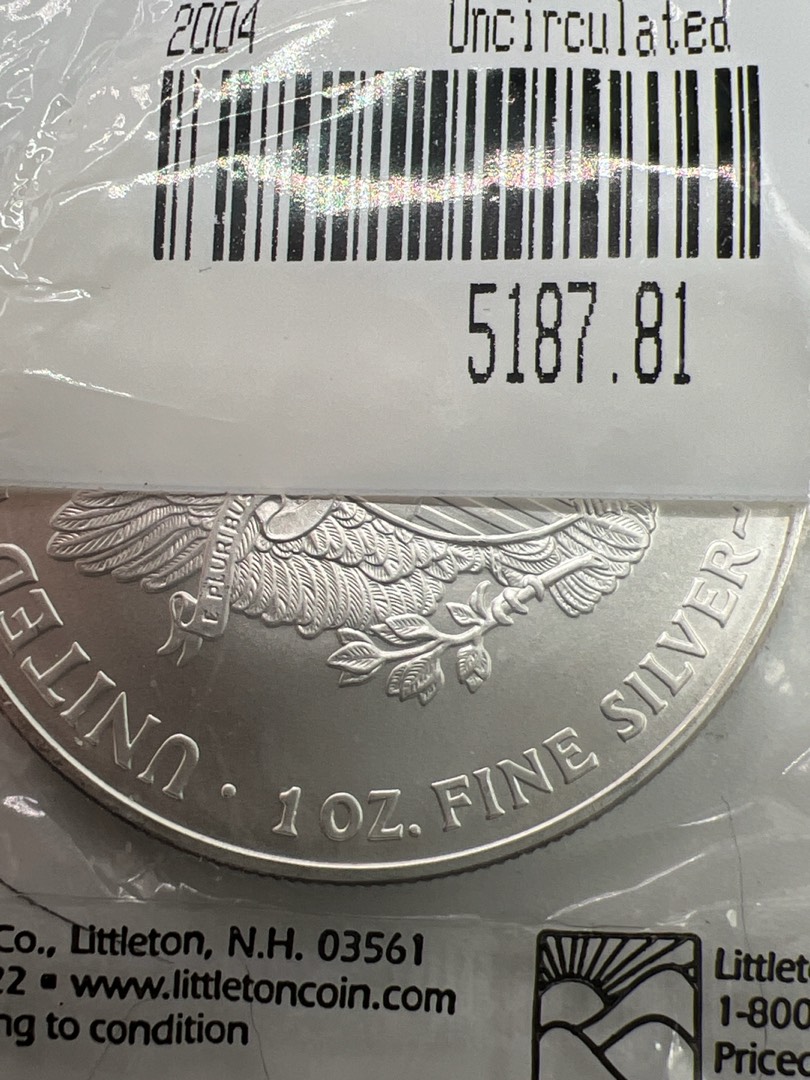 2004 Uncirculated
5187.81
E PLURIBU
UNITED • 1 OZ. FINE SILVER~
Co., Littleton, N.H. 03561
22 ▪ www.littletoncoin.com
ng to condition
Littlet
1-800
Priced